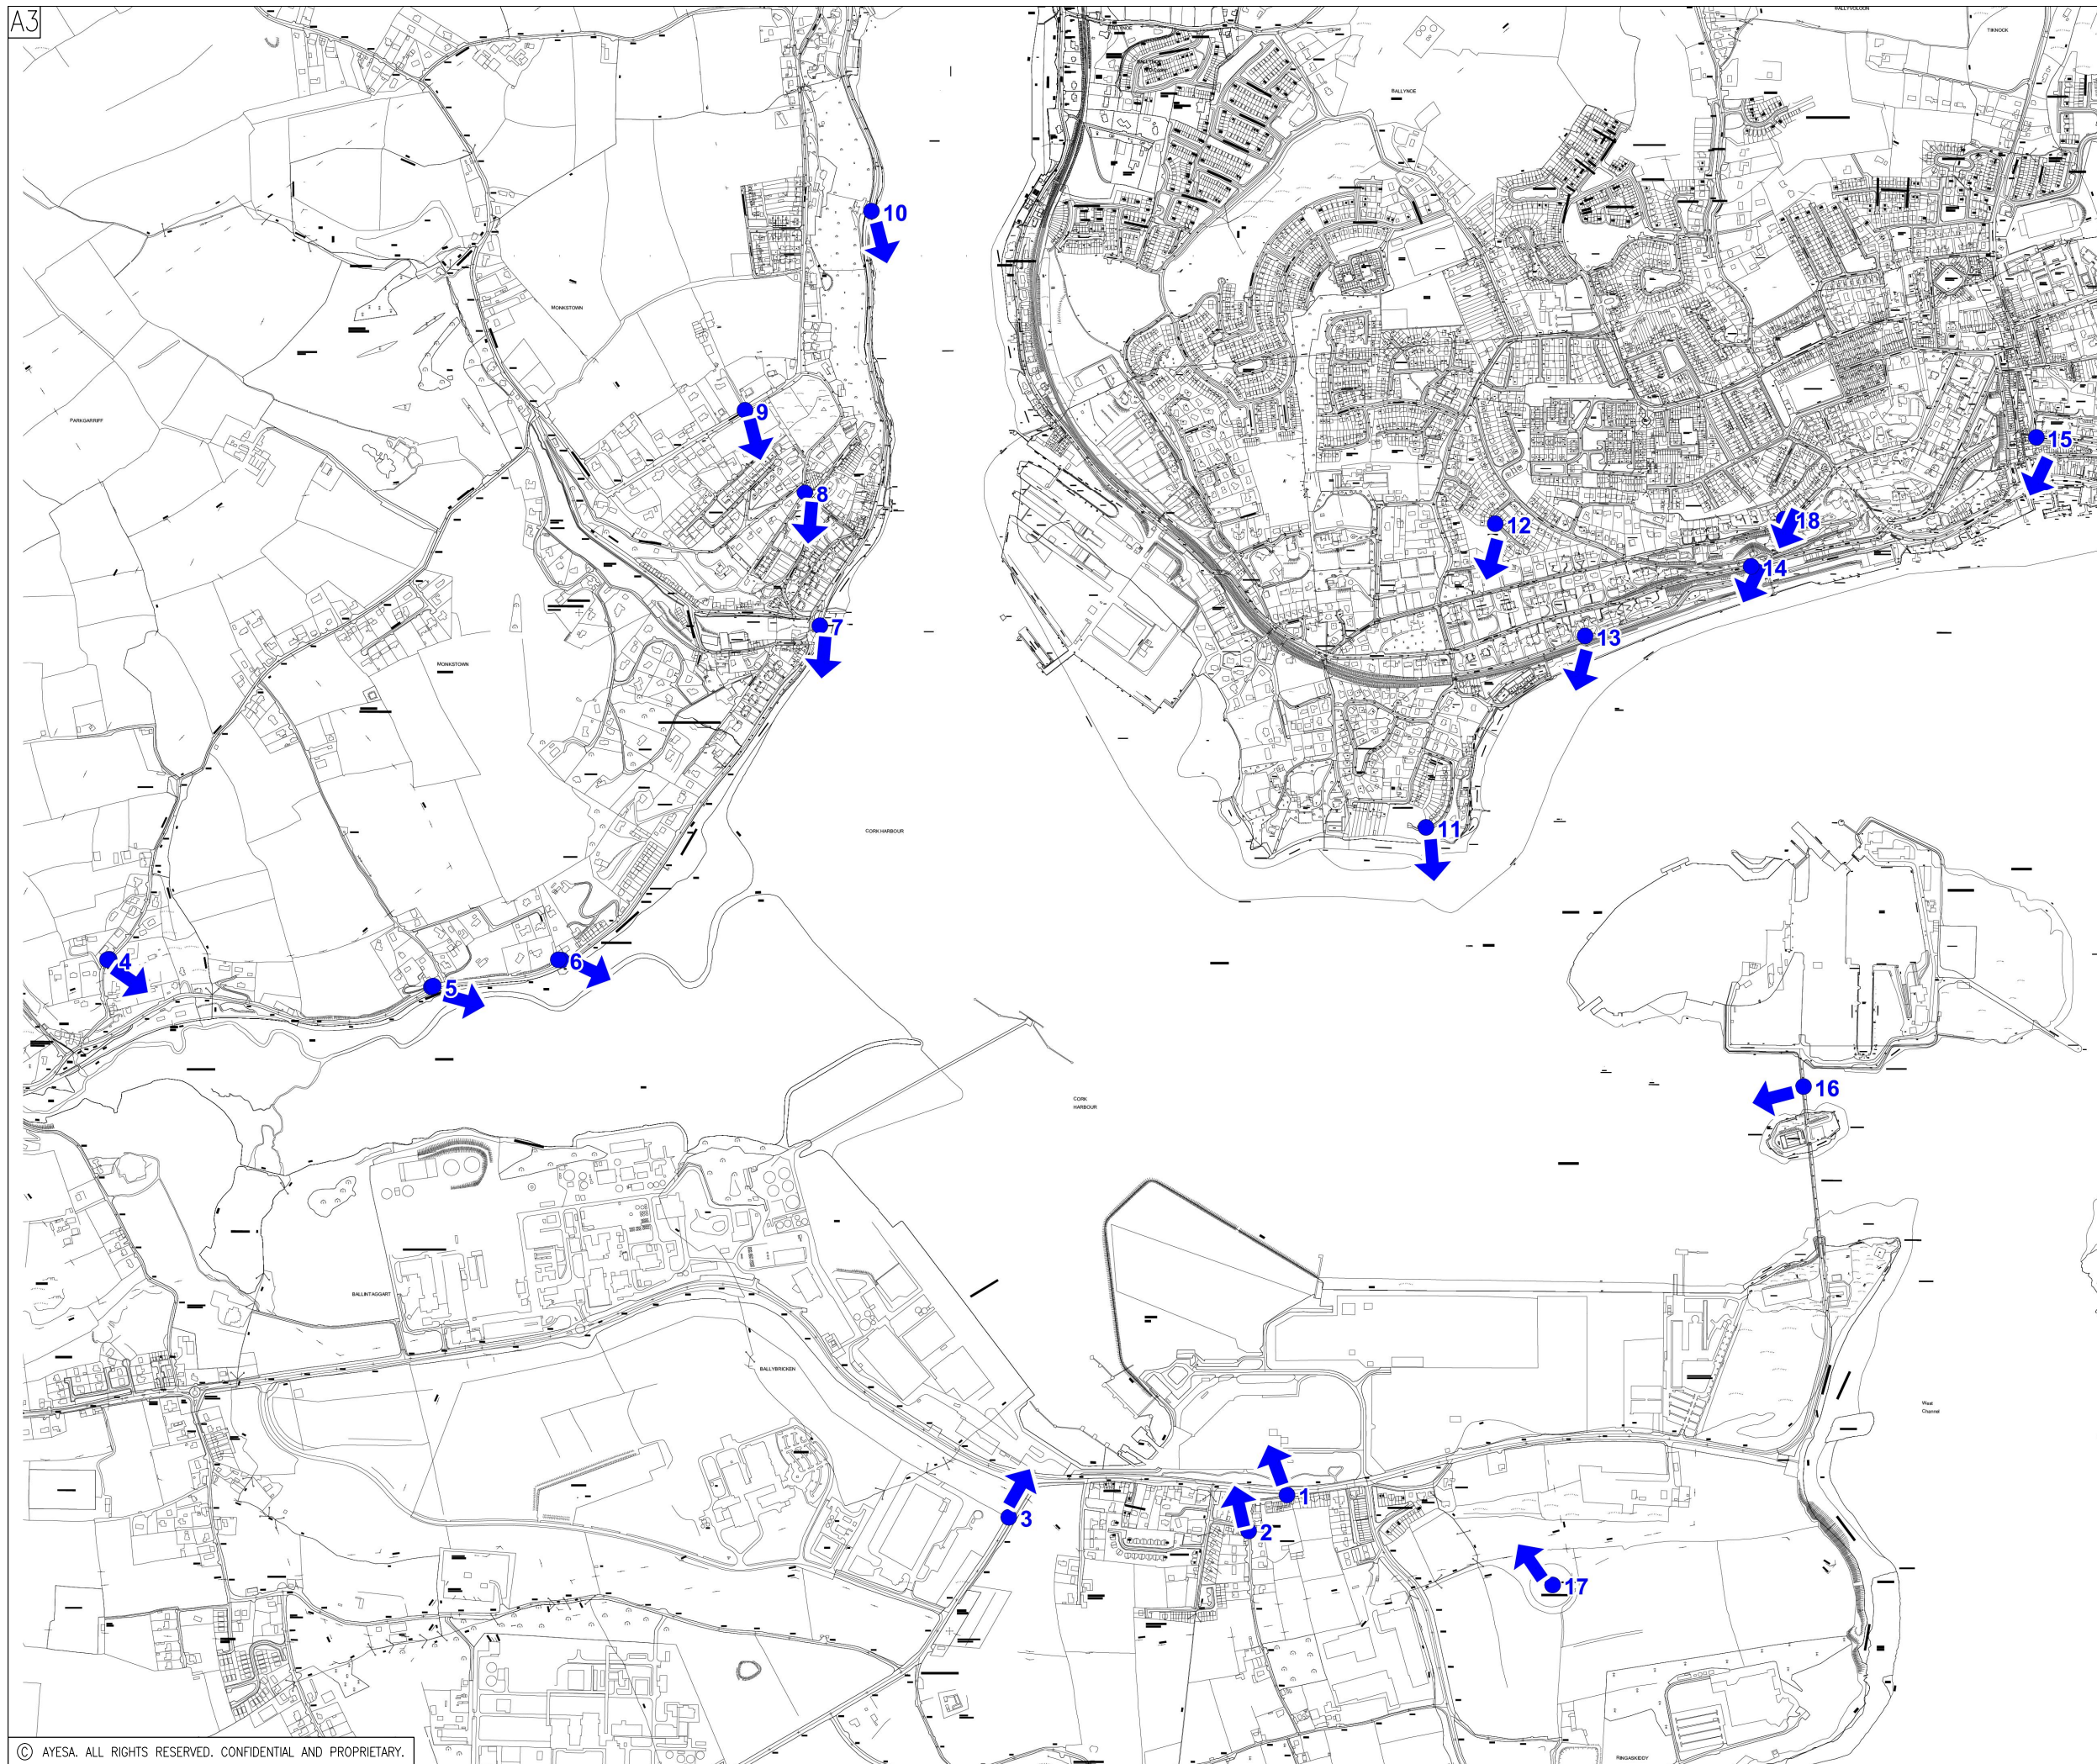 A3
BALLYVOLOON
TIKNOCK
BALLYNOE
10
MONKSTOWN
9
PARKGARRIFF
15
8
18
12
14
7
13
MONKSTOWN
CORK HARBOUR
11
4
6
5
16
CORK
HARBOUR
BALLINTAGGART
BALLYBRICKEN
West
Channel
1
3
2
17
RINGASKIDDY
© AYESA. ALL RIGHTS RESERVED. CONFIDENTIAL AND PROPRIETARY.